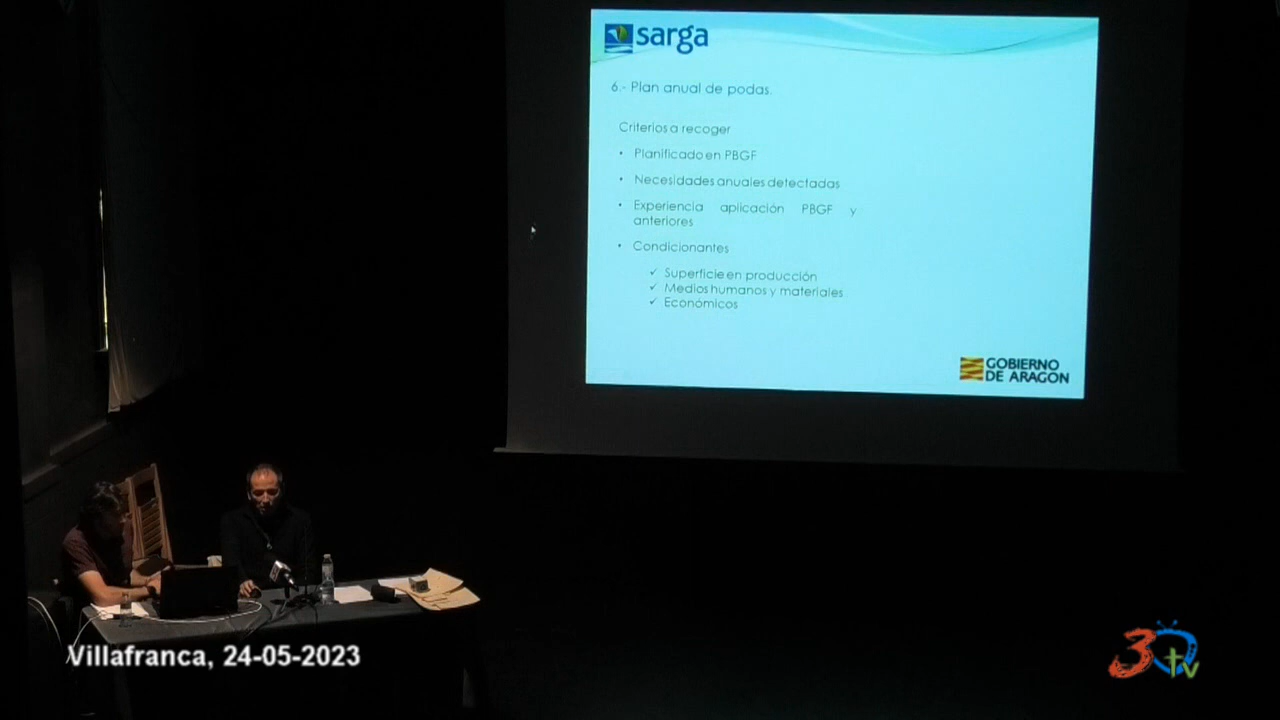 sarga
6.- Plan anual de podas.
Criterios a recoger
• Planificado en PBGF
• Necesidades anuales detectadas
• Experiencia aplicación PBGF y
anteriores
• Condicionantes
✓ Superficie en producción
✓ Medios humanos y materiales
✓ Económicos
GOBIERNO
DE ARAGON
Villafranca, 24-05-2023
30tv